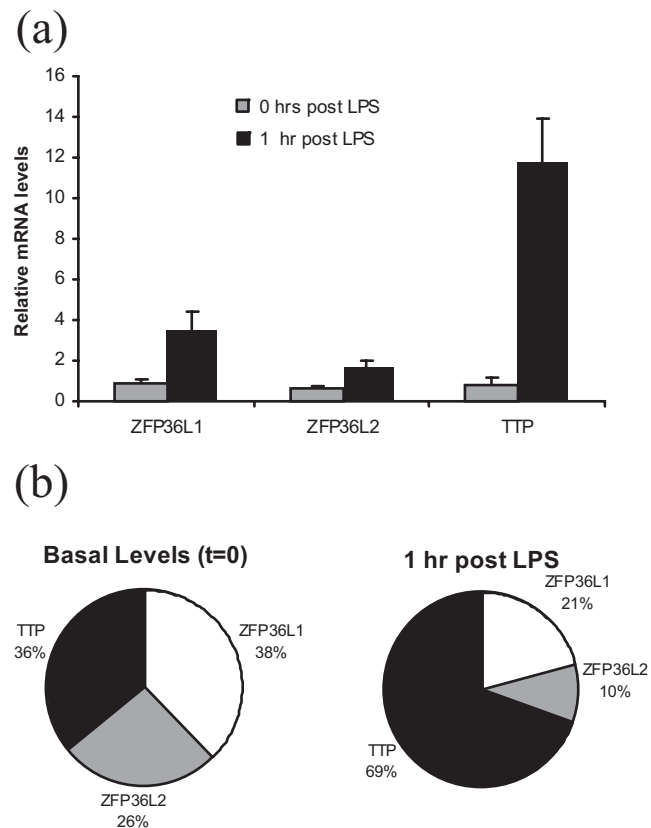 (a)
16
14
12
10
8
6
4
2
0
Relative mRNA levels
0 hrs post LPS
1 hr post LPS
ZFP36L1
ZFP36L2
TTP
(b)
Basal Levels (t=0)
TTP
36%
ZFP36L1
38%
ZFP36L2
26%
1 hr post LPS
ZFP36L1
21%
ZFP36L2
10%
TTP
69%